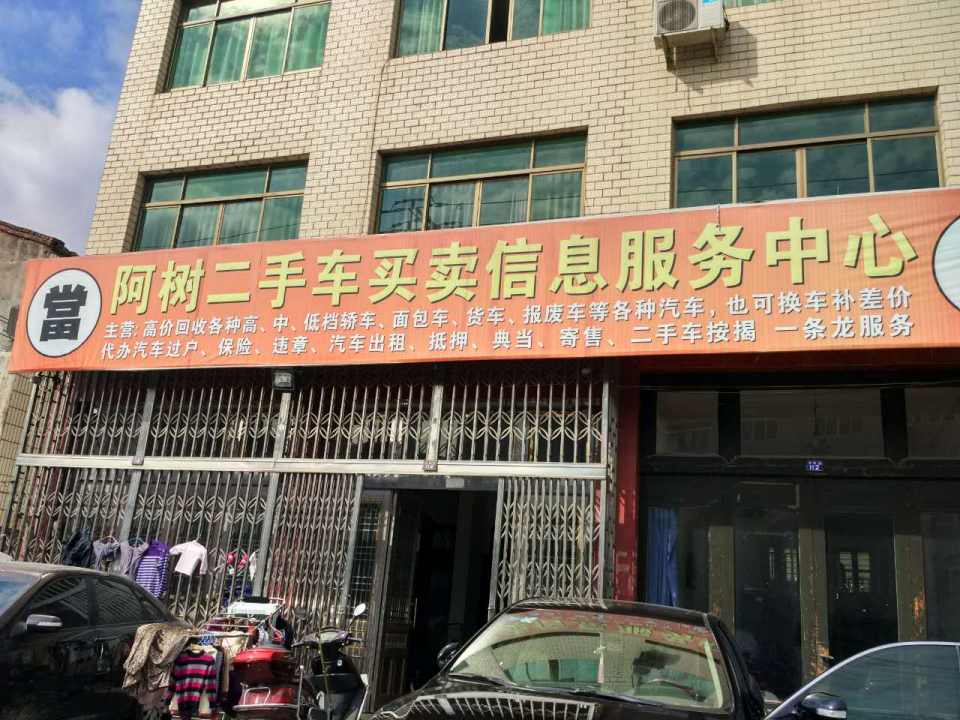 當
阿树二手车买卖信息服务中心
主营:高价回收各种高、中、低档轿车、面包车、货车、报废车等各种汽车,也可换车补差价
代办汽车过户、保险、违章、汽车出租、抵押、典当、寄售、二手车按揭 一条龙服务